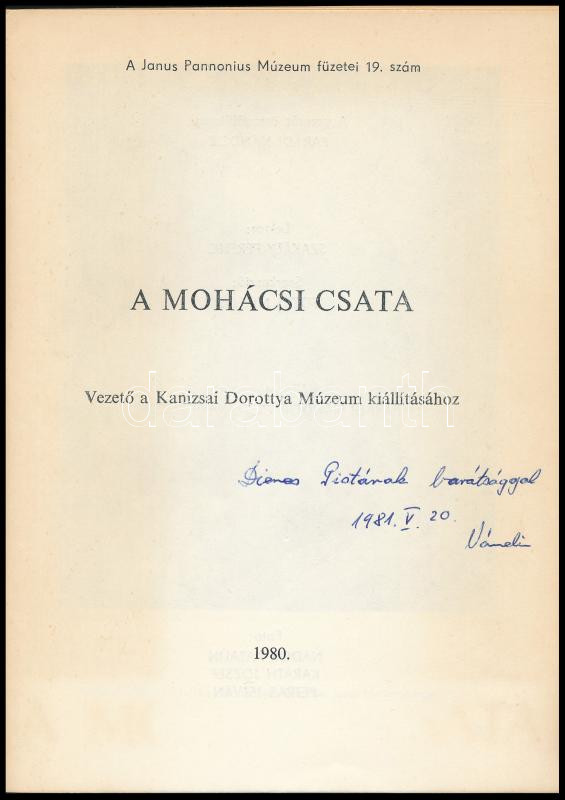 A Janus Pannonius Múzeum füzetei 19. szám
A MOHÁCSI CSATA
Vezető a Kanizsai Dorottya Múzeum kiállításához
darabanth
Dienes Pistának barátsággal
1981. V. 20.
1980.